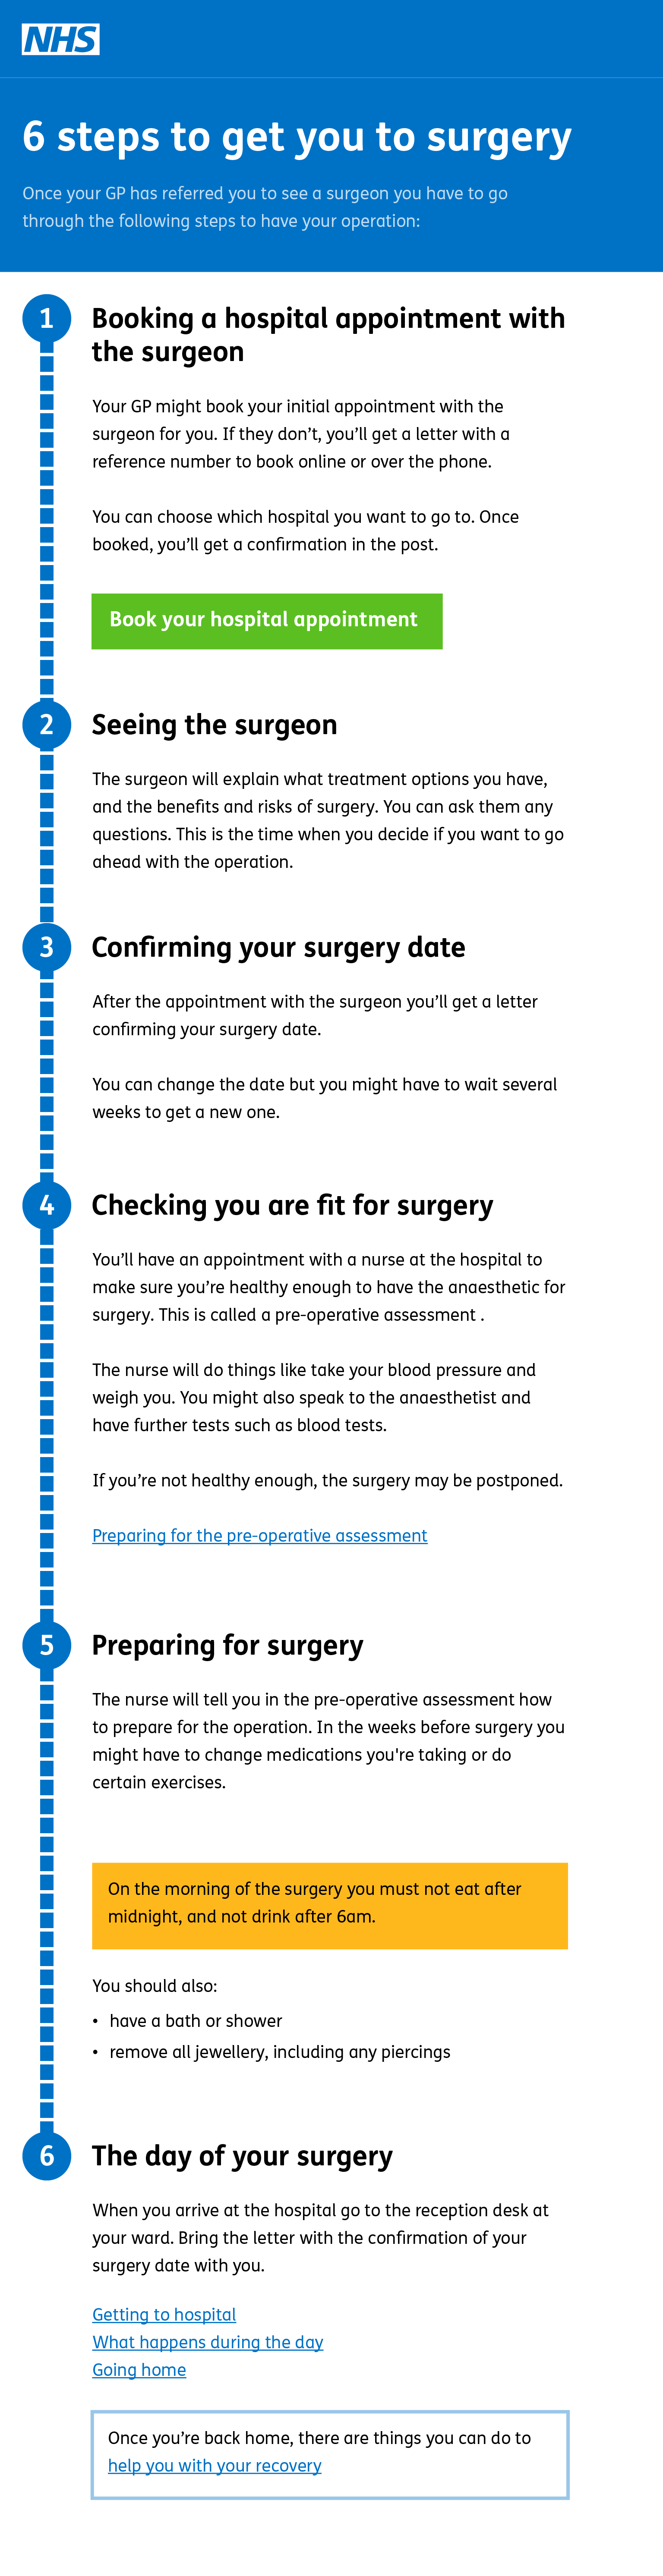 NHS
6 steps to get you to surgery
Once your GP has referred you to see a surgeon you have to go
through the following steps to have your operation:
1
Booking a hospital appointment with
the surgeon
Your GP might book your initial appointment with the
surgeon for you. If they don’t, you’ll get a letter with a
reference number to book online or over the phone.
You can choose which hospital you want to go to. Once
booked, you’ll get a confirmation in the post.
Book your hospital appointment
2
Seeing the surgeon
The surgeon will explain what treatment options you have,
and the benefits and risks of surgery. You can ask them any
questions. This is the time when you decide if you want to go
ahead with the operation.
3
Confirming your surgery date
After the appointment with the surgeon you’ll get a letter
confirming your surgery date.
You can change the date but you might have to wait several
weeks to get a new one.
4
Checking you are fit for surgery
You’ll have an appointment with a nurse at the hospital to
make sure you’re healthy enough to have the anaesthetic for
surgery. This is called a pre-operative assessment .
The nurse will do things like take your blood pressure and
weigh you. You might also speak to the anaesthetist and
have further tests such as blood tests.
If you’re not healthy enough, the surgery may be postponed.
Preparing for the pre-operative assessment
5
Preparing for surgery
The nurse will tell you in the pre-operative assessment how
to prepare for the operation. In the weeks before surgery you
might have to change medications you're taking or do
certain exercises.
On the morning of the surgery you must not eat after
midnight, and not drink after 6am.
You should also:
• have a bath or shower
• remove all jewellery, including any piercings
6
The day of your surgery
When you arrive at the hospital go to the reception desk at
your ward. Bring the letter with the confirmation of your
surgery date with you.
Getting to hospital
What happens during the day
Going home
Once you’re back home, there are things you can do to
help you with your recovery